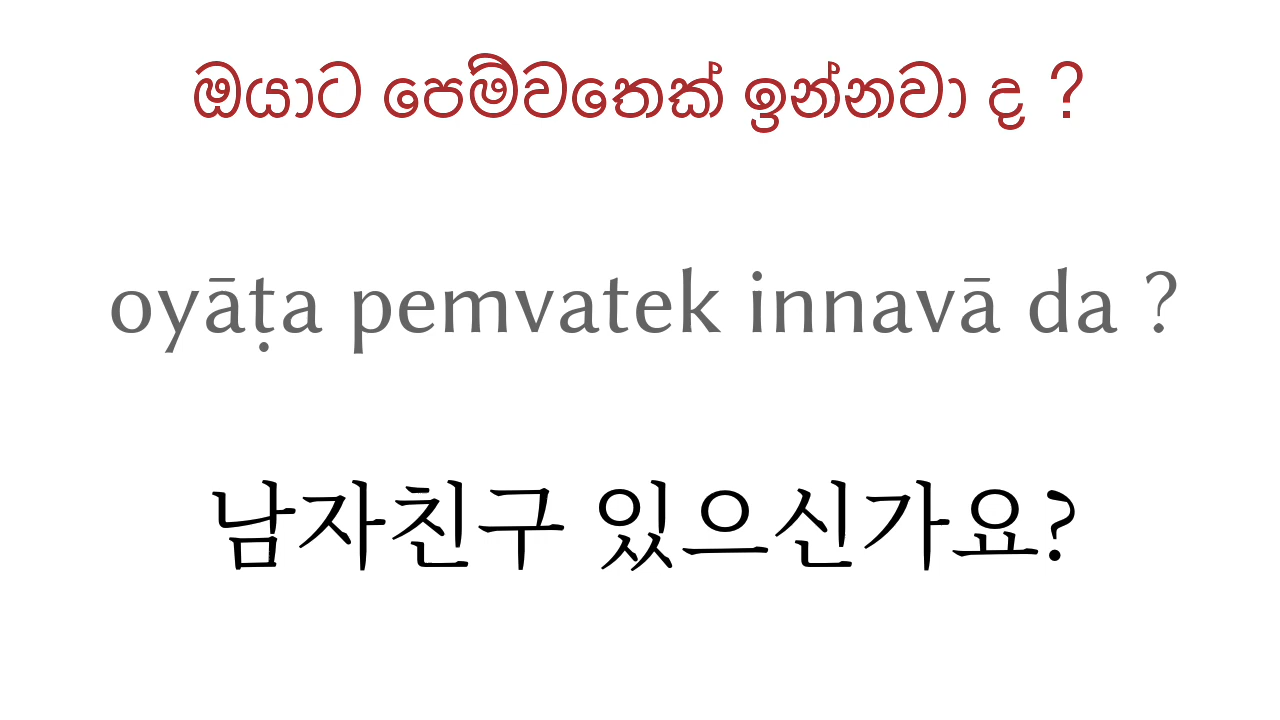 ඔයාට පෙම්වතෙක් ඉන්නවා ද ?
oyāṭa pemvatek innavā da ?
남자친구 있으신가요?